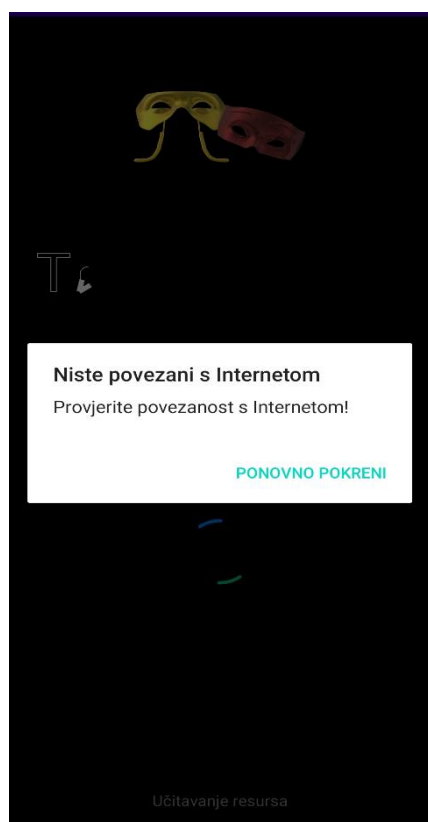 T
Niste povezani s Internetom
Provjerite povezanost s Internetom!
PONOVNO POKRENI
Učitavanje resursa